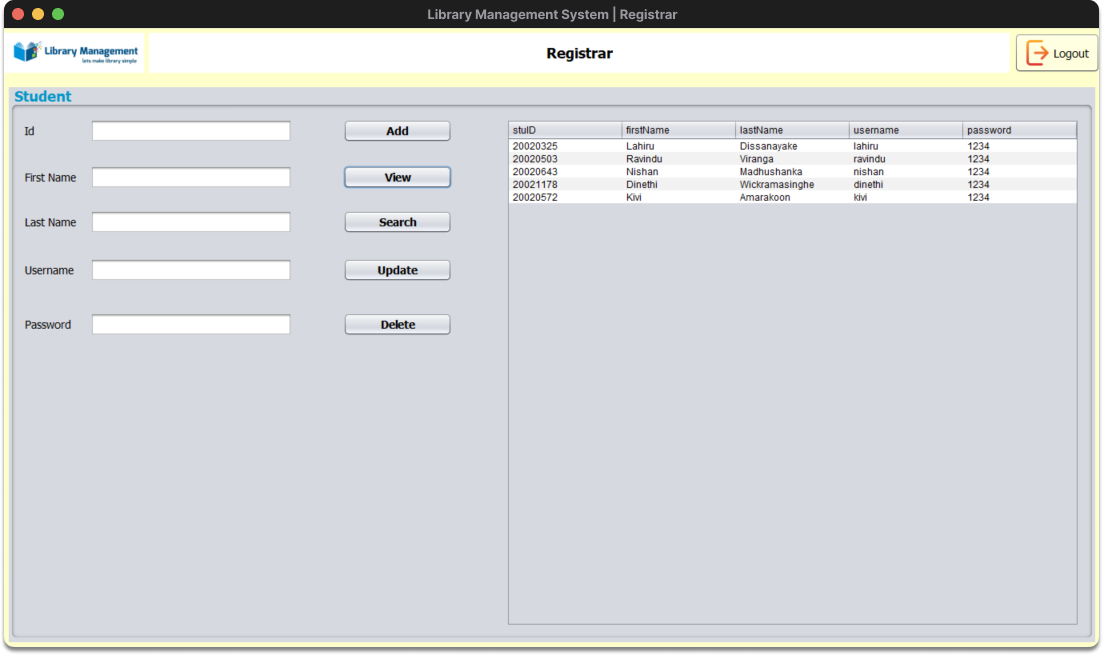 Library Management System | Registrar
Library Management
lets make library simple
Registrar
Logout
Student
Id
Add
First Name
View
Last Name
Search
Username
Update
Password
Delete
stuID firstName lastName username password
20020325 Lahiru Dissanayake lahiru 1234
20020503 Ravindu Viranga ravindu 1234
20020643 Nishan Madhushanka nishan 1234
20021178 Dinethi Wickramasinghe dinethi 1234
20020572 Kivi Amarakoon kivi 1234